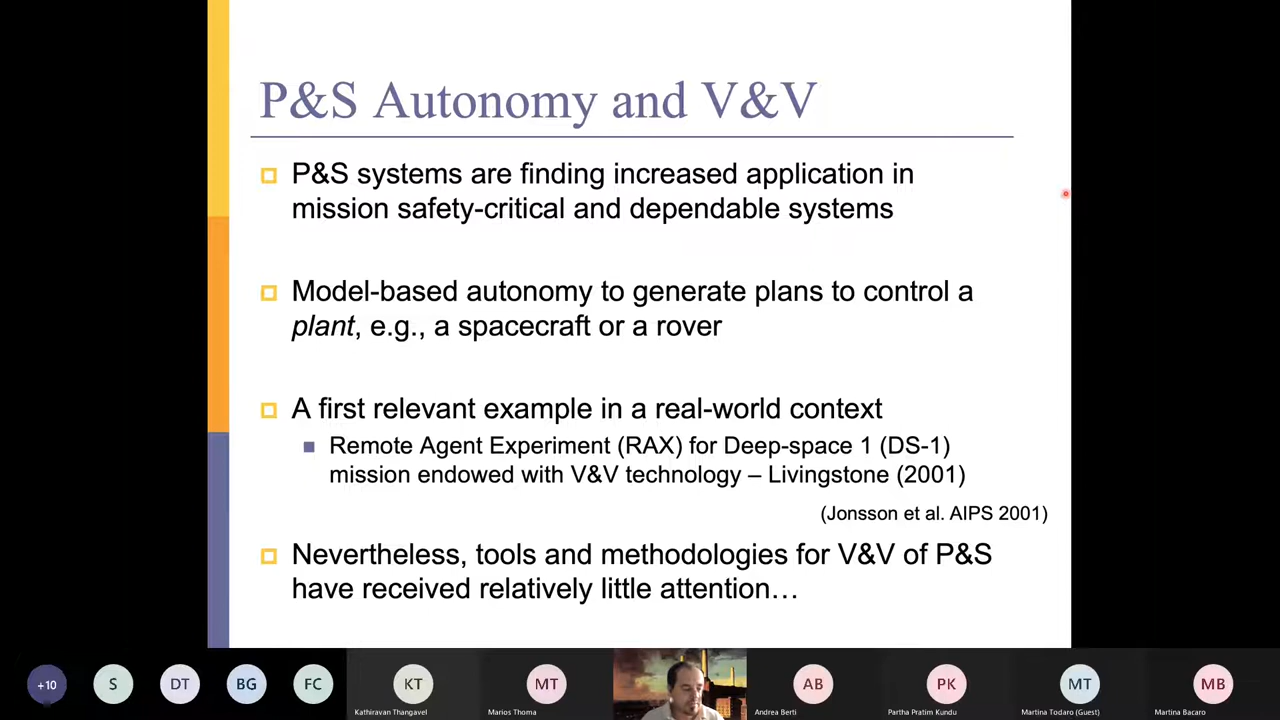 P&S Autonomy and V&V
P&S systems are finding increased application in
mission safety-critical and dependable systems
Model-based autonomy to generate plans to control a
plant, e.g., a spacecraft or a rover
A first relevant example in a real-world context
Remote Agent Experiment (RAX) for Deep-space 1 (DS-1)
mission endowed with V&V technology – Livingstone (2001)
(Jonsson et al. AIPS 2001)
Nevertheless, tools and methodologies for V&V of P&S
have received relatively little attention…
+10
S
DT
BG
FC
KT
Kathiravan Thangavel
MT
Marios Thoma
AB
Andrea Berti
PK
Partha Pratim Kundu
MT
Martina Todaro (Guest)
MB
Martina Bacaro